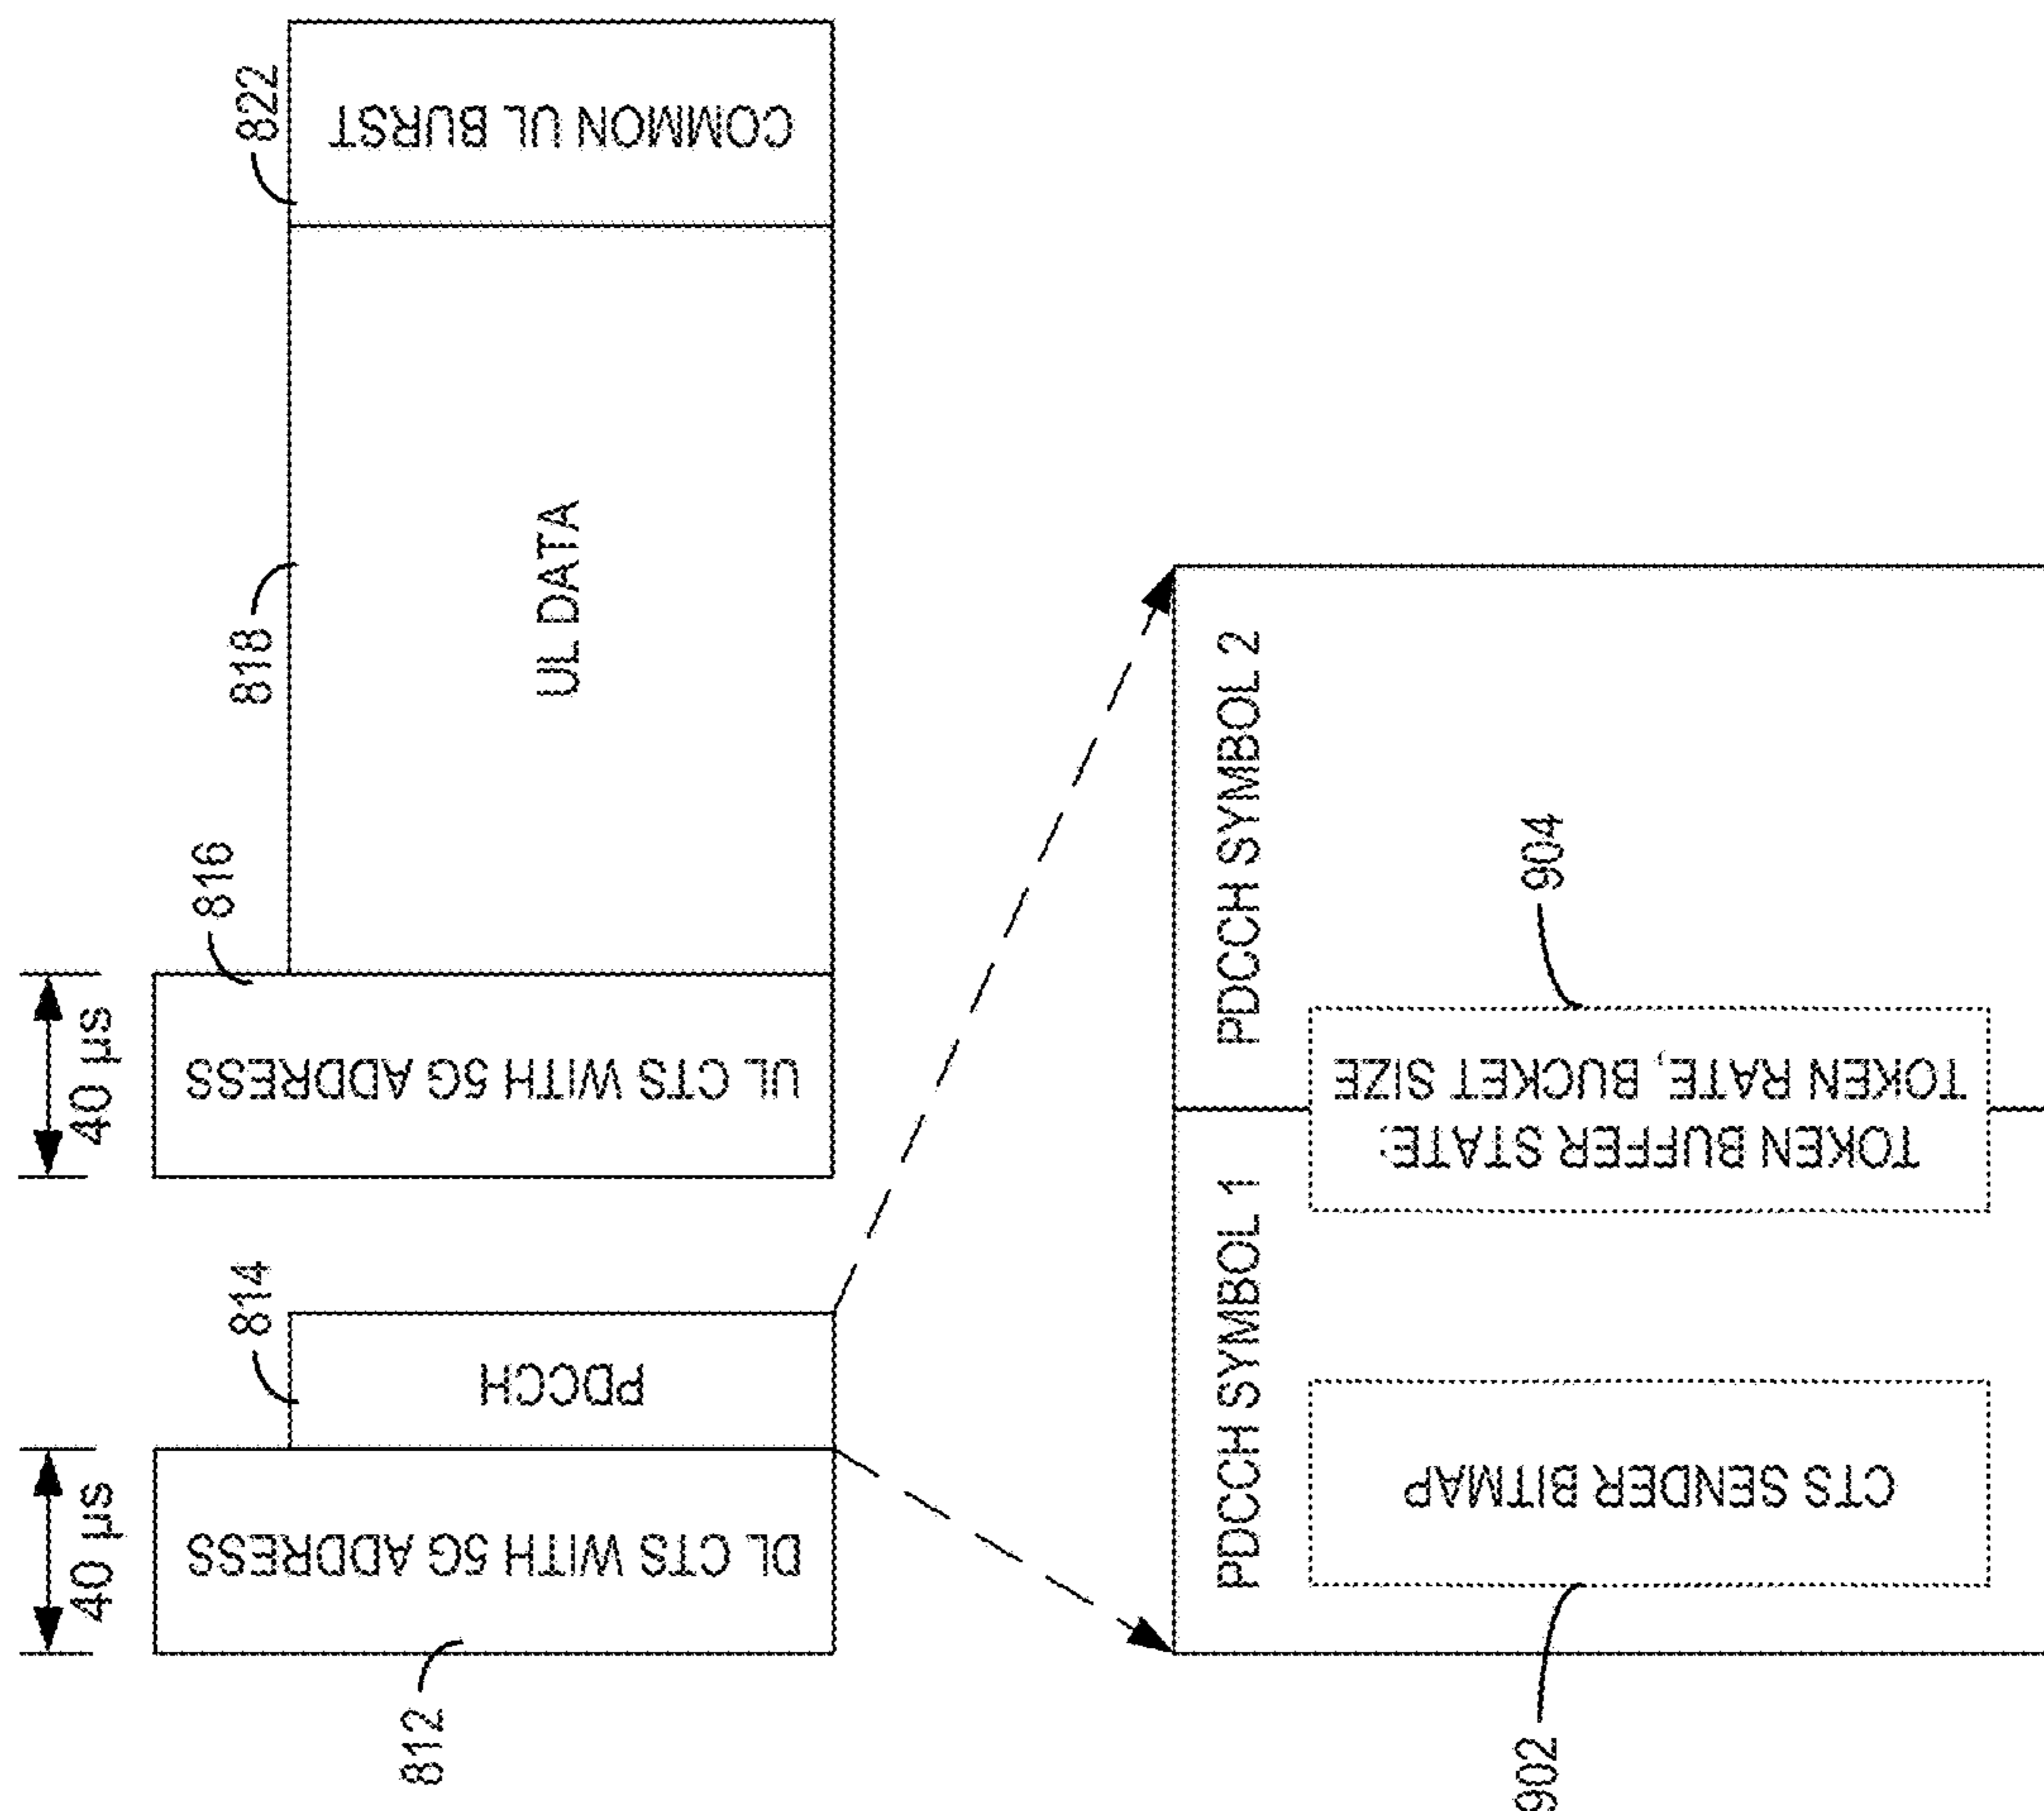 40 µs
40 µs
812
DL CTS WITH 5G ADDRESS
814
PDCCH
816
UL CTS WITH 5G ADDRESS
818
UL DATA
822
COMMON UL BURST
PDCCH SYMBOL 1
PDCCH SYMBOL 2
902
CTS SENDER BITMAP
904
TOKEN BUFFER STATE:
TOKEN RATE, BUCKET SIZE